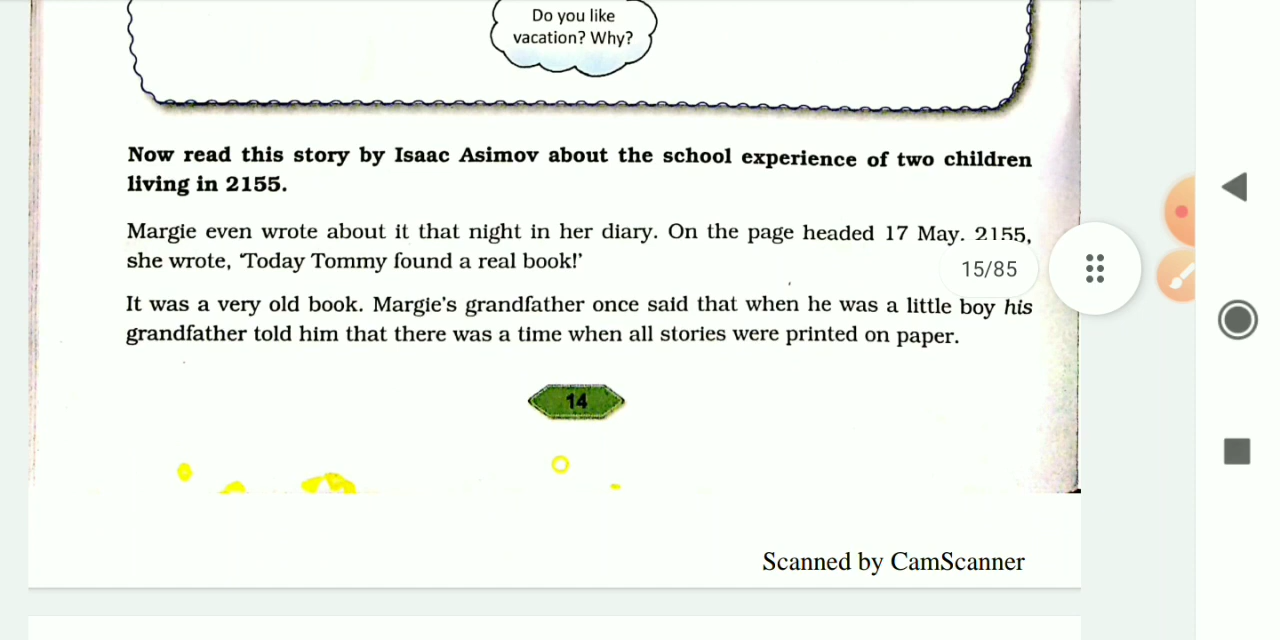 Do you like
vacation? Why?
Now read this story by Isaac Asimov about the school experience of two children
living in 2155.
Margie even wrote about it that night in her diary. On the page headed 17 May. 2155,
she wrote, 'Today Tommy found a real book!'
15/85
It was a very old book. Margie's grandfather once said that when he was a little boy his
grandfather told him that there was a time when all stories were printed on paper.
14
Scanned by CamScanner